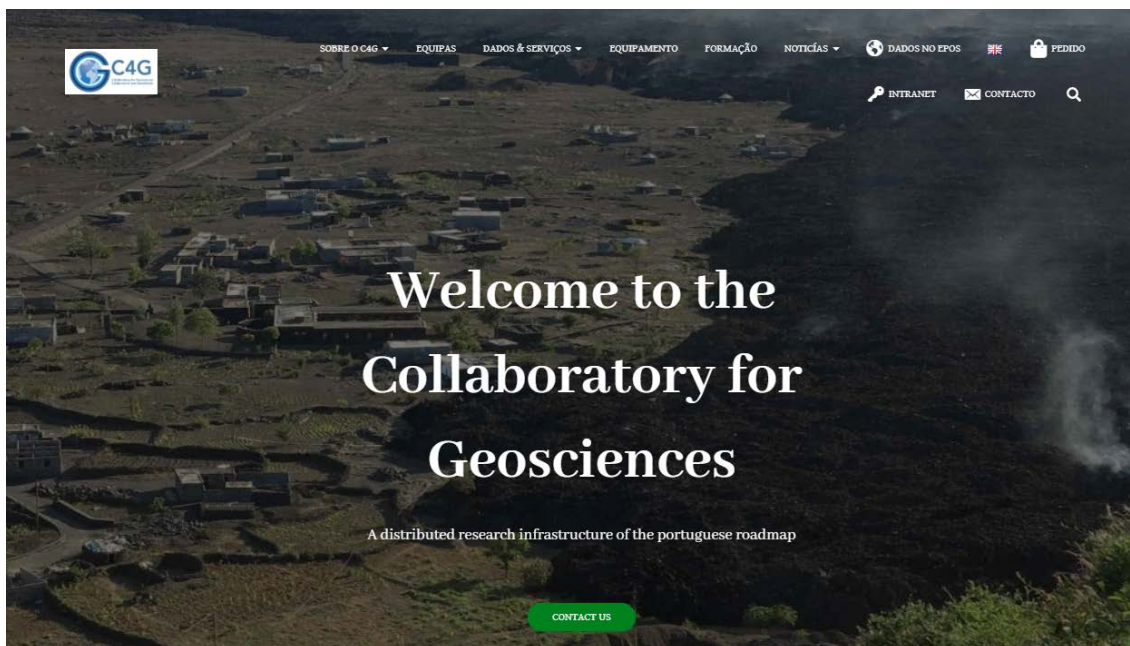 C4G
SOBRE O C4G
EQUIPAS
DADOS & SERVIÇOS
EQUIPAMENTO
FORMAÇÃO
NOTICÍAS
DADOS NO EPOS
PEDIDO
INTRANET
CONTACTO
Welcome to the
Collaboratory for
Geosciences
A distributed research infrastructure of the portuguese roadmap
CONTACT US